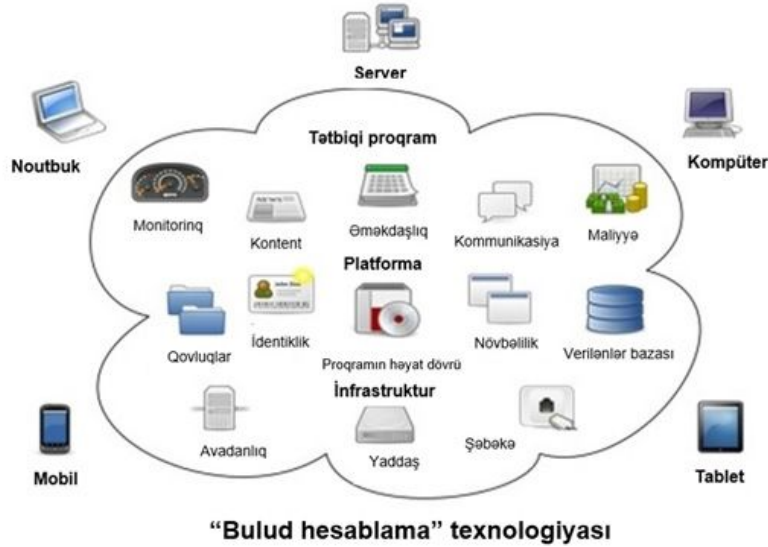 Server
Noutbuk
Kompüter
Tətbiqi proqram
Monitorinq
Kontent
Əməkdaşlıq
Kommunikasiya
Maliyyə
Platforma
Qovluqlar
İdentiklik
Proqramın həyat dövrü
Növbəlilik
Verilənlər bazası
İnfrastruktur
Avadanlıq
Yaddaş
Şəbəkə
Mobil
Tablet
“Bulud hesablama” texnologiyası